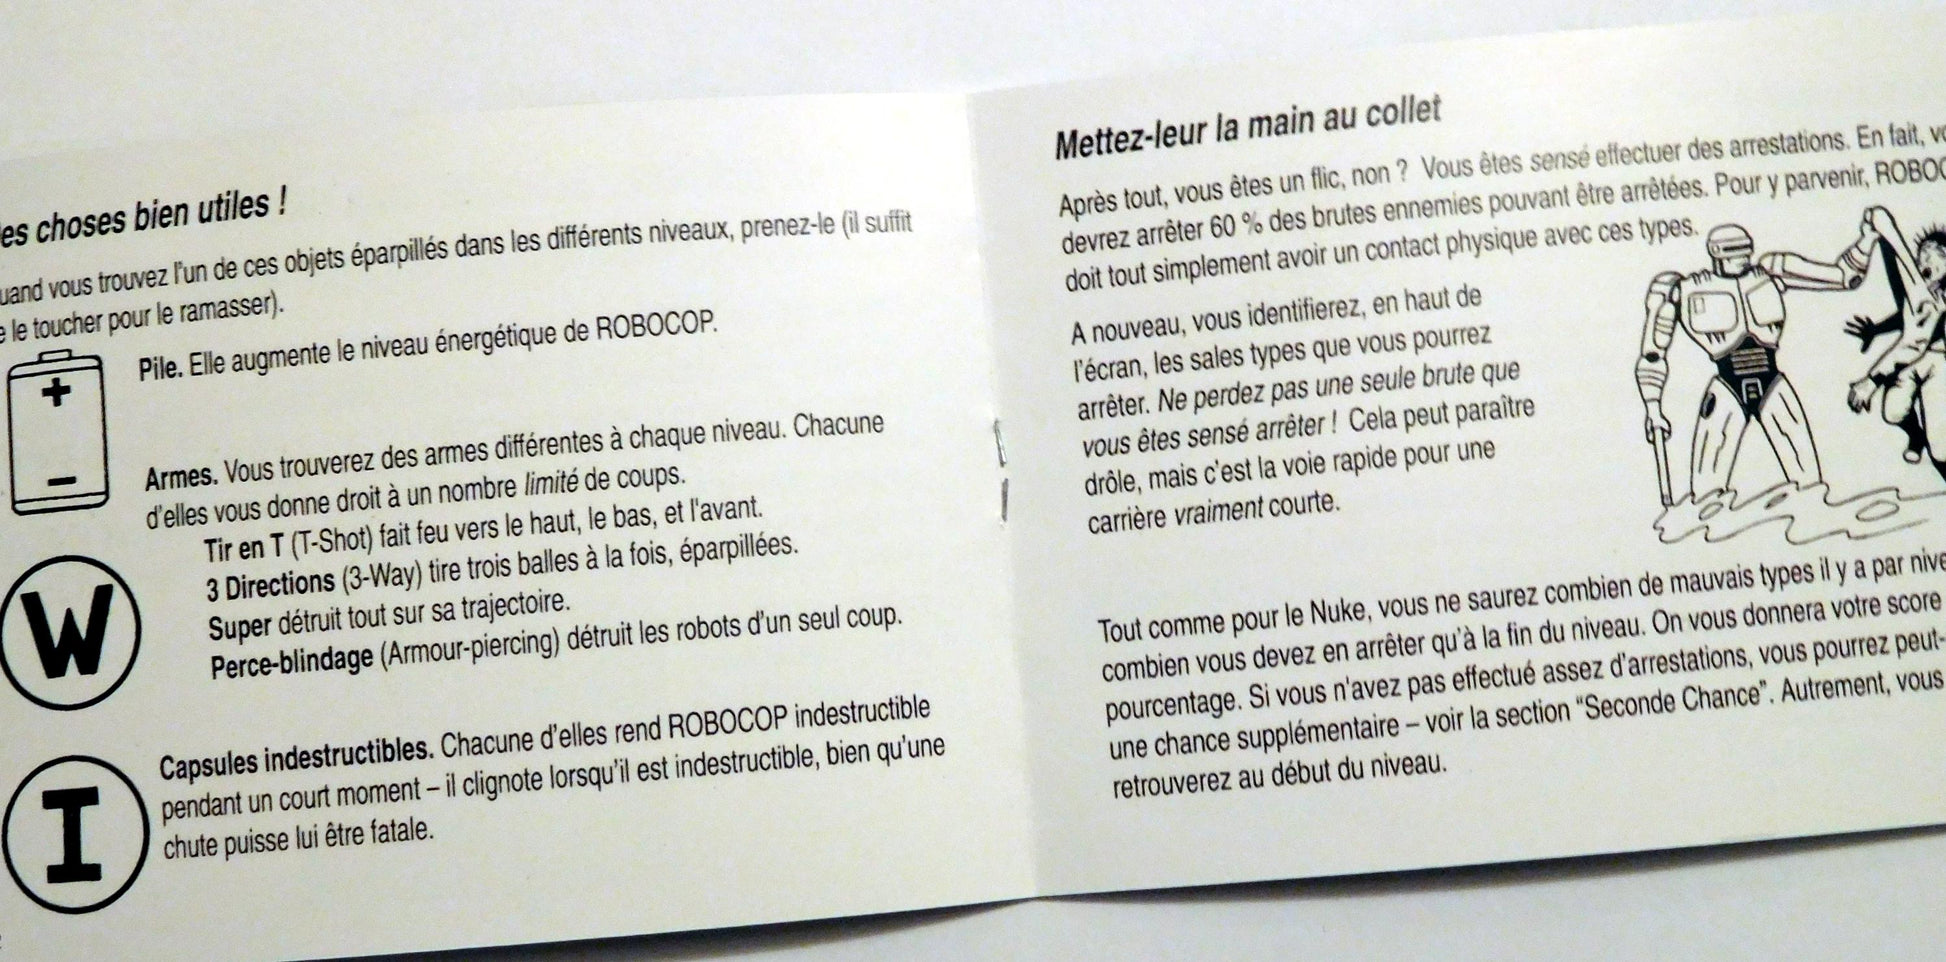 es choses bien utiles !
uand vous trouvez l'un de ces objets éparpillés dans les différents niveaux, prenez-le (il suffit
e le toucher pour le ramasser).
+
−
Pile. Elle augmente le niveau énergétique de ROBOCOP.
W
Armes. Vous trouverez des armes différentes à chaque niveau. Chacune
d'elles vous donne droit à un nombre limité de coups.
Tir en T (T-Shot) fait feu vers le haut, le bas, et l'avant.
3 Directions (3-Way) tire trois balles à la fois, éparpillées.
Super détruit tout sur sa trajectoire.
Perce-blindage (Armour-piercing) détruit les robots d'un seul coup.
I
Capsules indestructibles. Chacune d'elles rend ROBOCOP indestructible
pendant un court moment – il clignote lorsqu'il est indestructible, bien qu'une
chute puisse lui être fatale.
Mettez-leur la main au collet
Après tout, vous êtes un flic, non ? Vous êtes sensé effectuer des arrestations. En fait, vo
devrez arrêter 60 % des brutes ennemies pouvant être arrêtées. Pour y parvenir, ROBOC
doit tout simplement avoir un contact physique avec ces types.
A nouveau, vous identifierez, en haut de
l'écran, les sales types que vous pourrez
arrêter. Ne perdez pas une seule brute que
vous êtes sensé arrêter ! Cela peut paraître
drôle, mais c'est la voie rapide pour une
carrière vraiment courte.
Tout comme pour le Nuke, vous ne saurez combien de mauvais types il y a par nive
combien vous devez en arrêter qu'à la fin du niveau. On vous donnera votre score
pourcentage. Si vous n'avez pas effectué assez d'arrestations, vous pourrez peut-
une chance supplémentaire – voir la section “Seconde Chance”. Autrement, vous
retrouverez au début du niveau.